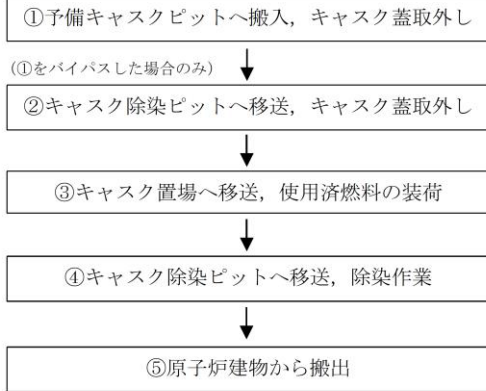 ①予備キャスクピットへ搬入，キャスク蓋取外し
(①をバイパスした場合のみ)
②キャスク除染ピットへ移送，キャスク蓋取外し
③キャスク置場へ移送，使用済燃料の装荷
④キャスク除染ピットへ移送，除染作業
⑤原子炉建物から搬出